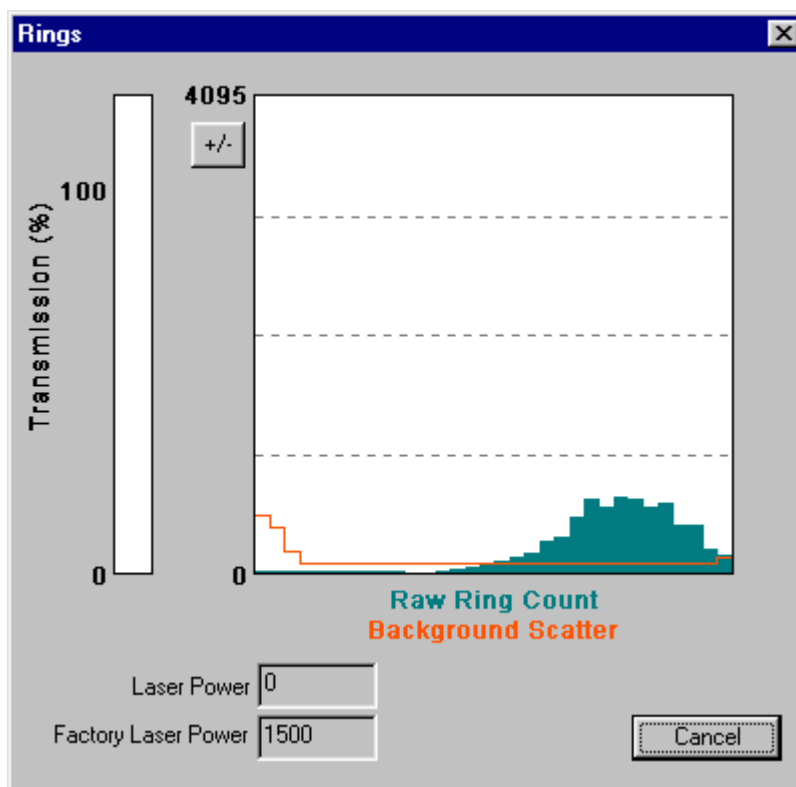 Rings
4095
+/-
100
Transmission (%)
0
0
Raw Ring Count
Background Scatter
Laser Power 0
Factory Laser Power 1500
Cancel